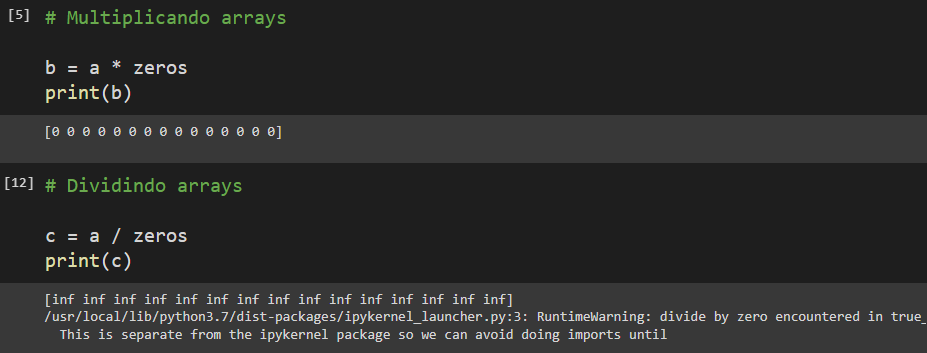 [5] # Multiplicando arrays
b = a * zeros
print(b)
[0 0 0 0 0 0 0 0 0 0 0 0 0 0 0]
[12] # Dividindo arrays
c = a / zeros
print(c)
[inf inf inf inf inf inf inf inf inf inf inf inf inf inf inf]
/usr/local/lib/python3.7/dist-packages/ipykernel_launcher.py:3: RuntimeWarning: divide by zero encountered in true_
This is separate from the ipykernel package so we can avoid doing imports until